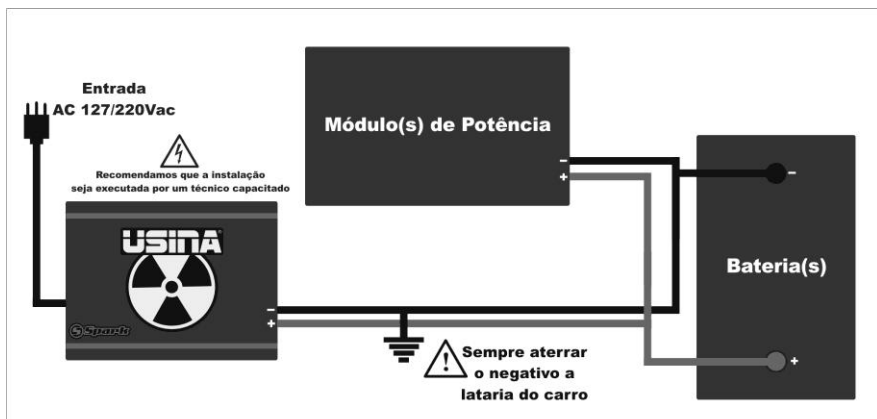 Entrada
AC 127/220Vac
Recomendamos que a instalação
seja executada por um técnico capacitado
USINA
Spark
- 
+
Módulo(s) de Potência
-
+
Bateria(s)
-
+
Sempre aterrar
o negativo a
lataria do carro